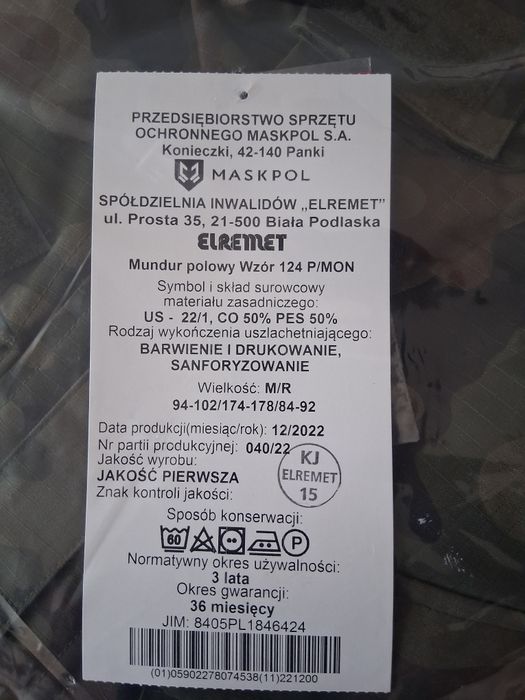 PRZEDSIĘBIORSTWO SPRZĘTU
OCHRONNEGO MASKPOL S.A.
Konieczki, 42-140 Panki
MASKPOL
SPÓŁDZIELNIA INWALIDÓW „ELREMET"
ul. Prosta 35, 21-500 Biała Podlaska
ELREMET
Mundur polowy Wzór 124 P/MON
Symbol i skład surowcowy
materiału zasadniczego:
US - 22/1, CO 50% PES 50%
Rodzaj wykończenia uszlachetniającego:
BARWIENIE I DRUKOWANIE,
SANFORYZOWANIE
Wielkość: M/R
94-102/174-178/84-92
Data produkcji(miesiąc/rok): 12/2022
Nr partii produkcyjnej: 040/22
Jakość wyrobu:
JAKOŚĆ PIERWSZA
Znak kontroli jakości:
KJ
ELREMET
15
Sposób konserwacji:
60 P
Normatywny okres używalności:
3 lata
Okres gwarancji:
36 miesięcy
JIM: 8405PL1846424
(01)05902278074538(11)221200